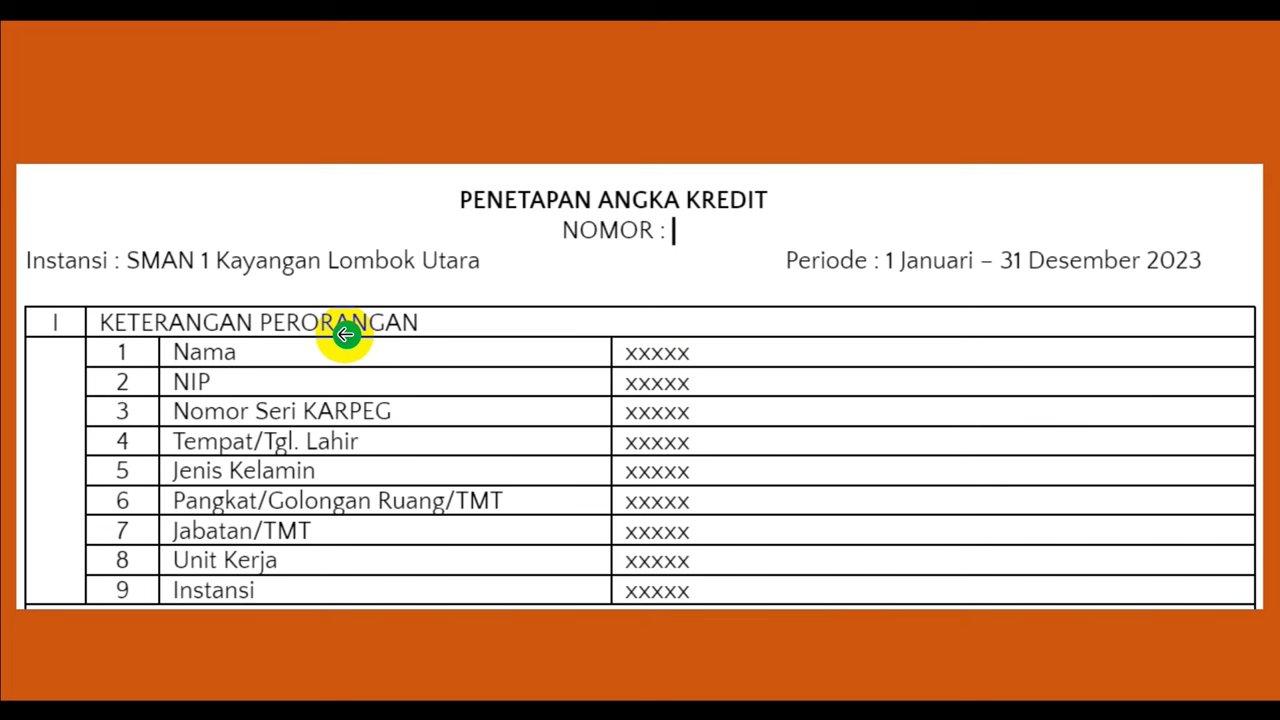 PENETAPAN ANGKA KREDIT
NOMOR :
Instansi : SMAN 1 Kayangan Lombok Utara Periode : 1 Januari – 31 Desember 2023
I KETERANGAN PERORANGAN
1 Nama xxxxx
2 NIP xxxxx
3 Nomor Seri KARPEG xxxxx
4 Tempat/Tgl. Lahir xxxxx
5 Jenis Kelamin xxxxx
6 Pangkat/Golongan Ruang/TMT xxxxx
7 Jabatan/TMT xxxxx
8 Unit Kerja xxxxx
9 Instansi xxxxx